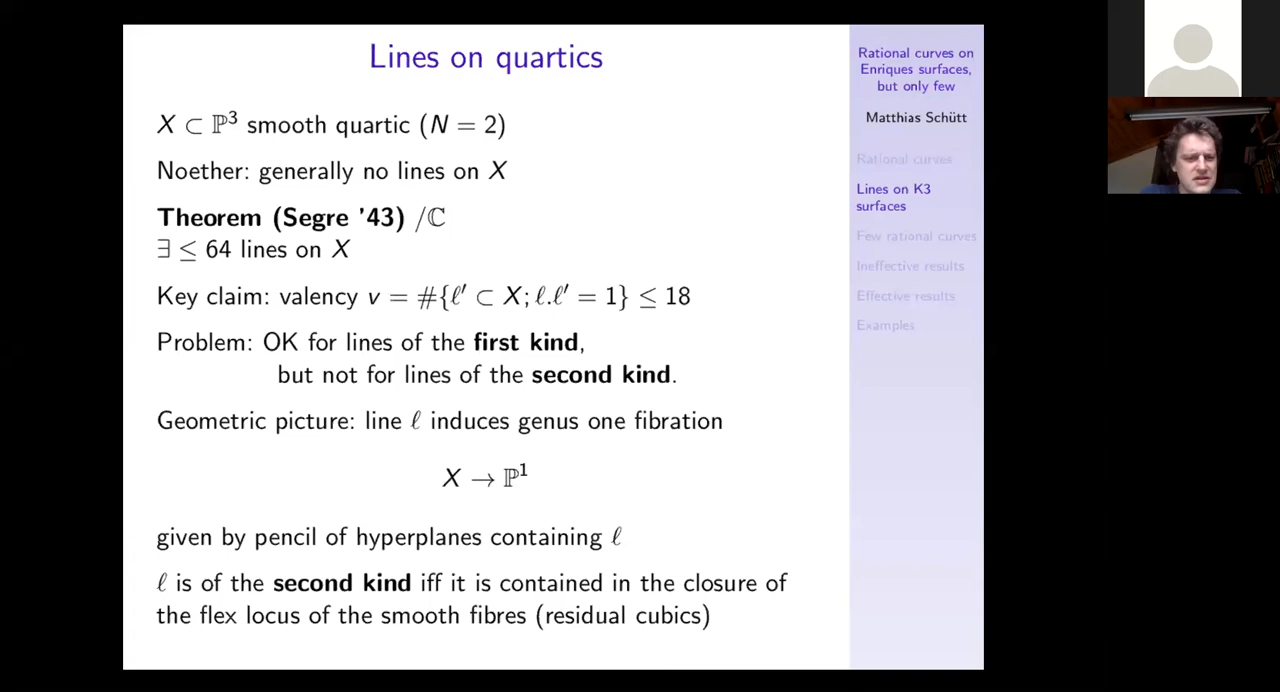 Lines on quartics
X ⊂ ℙ³ smooth quartic (N = 2)
Noether: generally no lines on X
Theorem (Segre '43) /ℂ
∃ ≤ 64 lines on X
Key claim: valency v = #{ℓ′ ⊂ X; ℓ.ℓ′ = 1} ≤ 18
Problem: OK for lines of the first kind,
but not for lines of the second kind.
Geometric picture: line ℓ induces genus one fibration
X → ℙ¹
given by pencil of hyperplanes containing ℓ
ℓ is of the second kind iff it is contained in the closure of
the flex locus of the smooth fibres (residual cubics)
Rational curves on
Enriques surfaces,
but only few
Matthias Schütt
Rational curves
Lines on K3
surfaces
Few rational curves
Ineffective results
Effective results
Examples